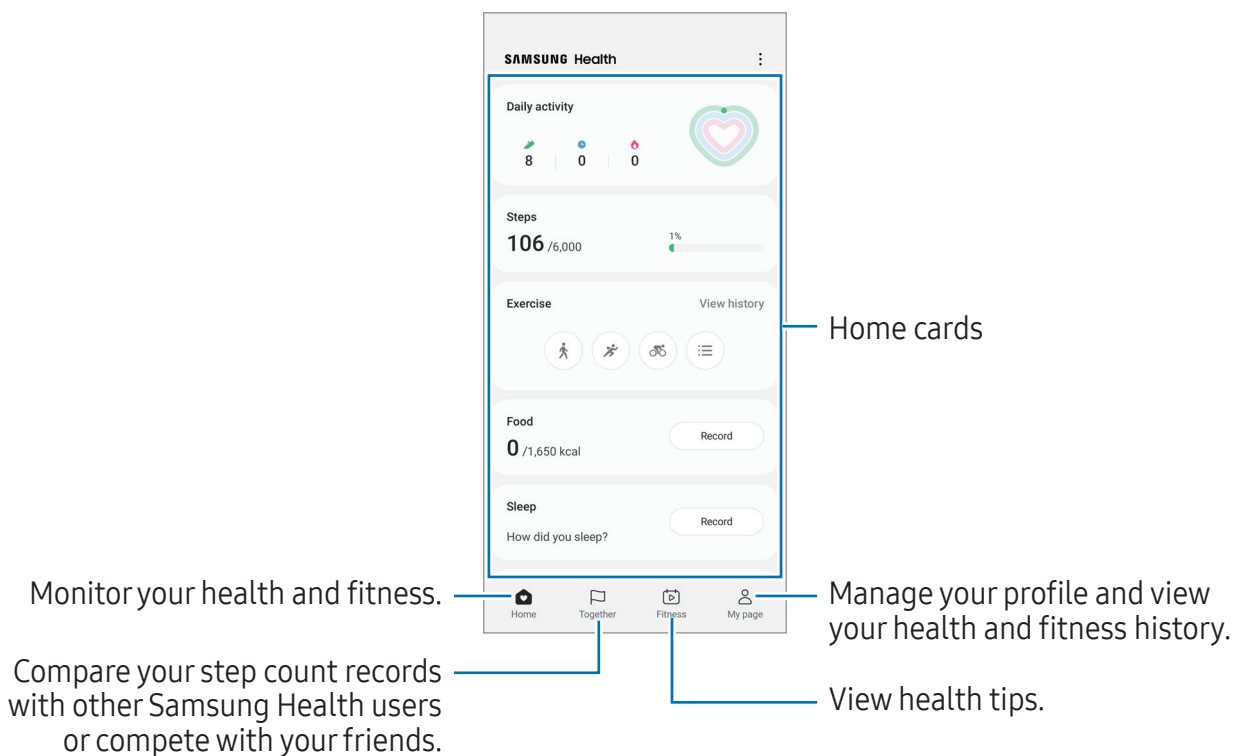 SAMSUNG Health
Daily activity
8
0
0
Steps
106 /6,000
1%
Exercise
View history
Home cards
Food
0 /1,650 kcal
Record
Sleep
How did you sleep?
Record
Home
Together
Fitness
My page
Monitor your health and fitness.
Compare your step count records
with other Samsung Health users
or compete with your friends.
Manage your profile and view
your health and fitness history.
View health tips.